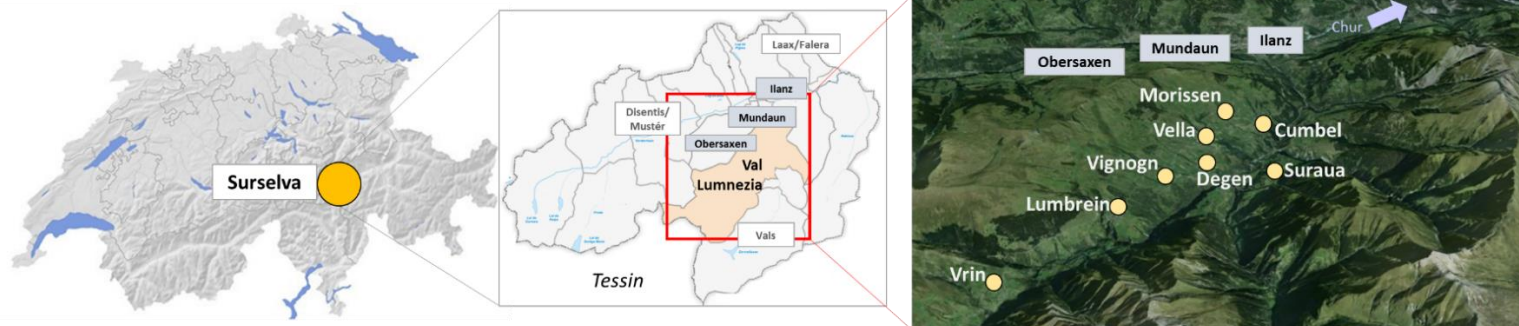 Surselva
Laax/Falera
Ilanz
Disentis/
Mustér
Mundaun
Obersaxen
Val
Lumnezia
Vals
Tessin
Chur
Ilanz
Mundaun
Obersaxen
Morissen
Vella
Cumbel
Vignogn
Degen
Suraua
Lumbrein
Vrin